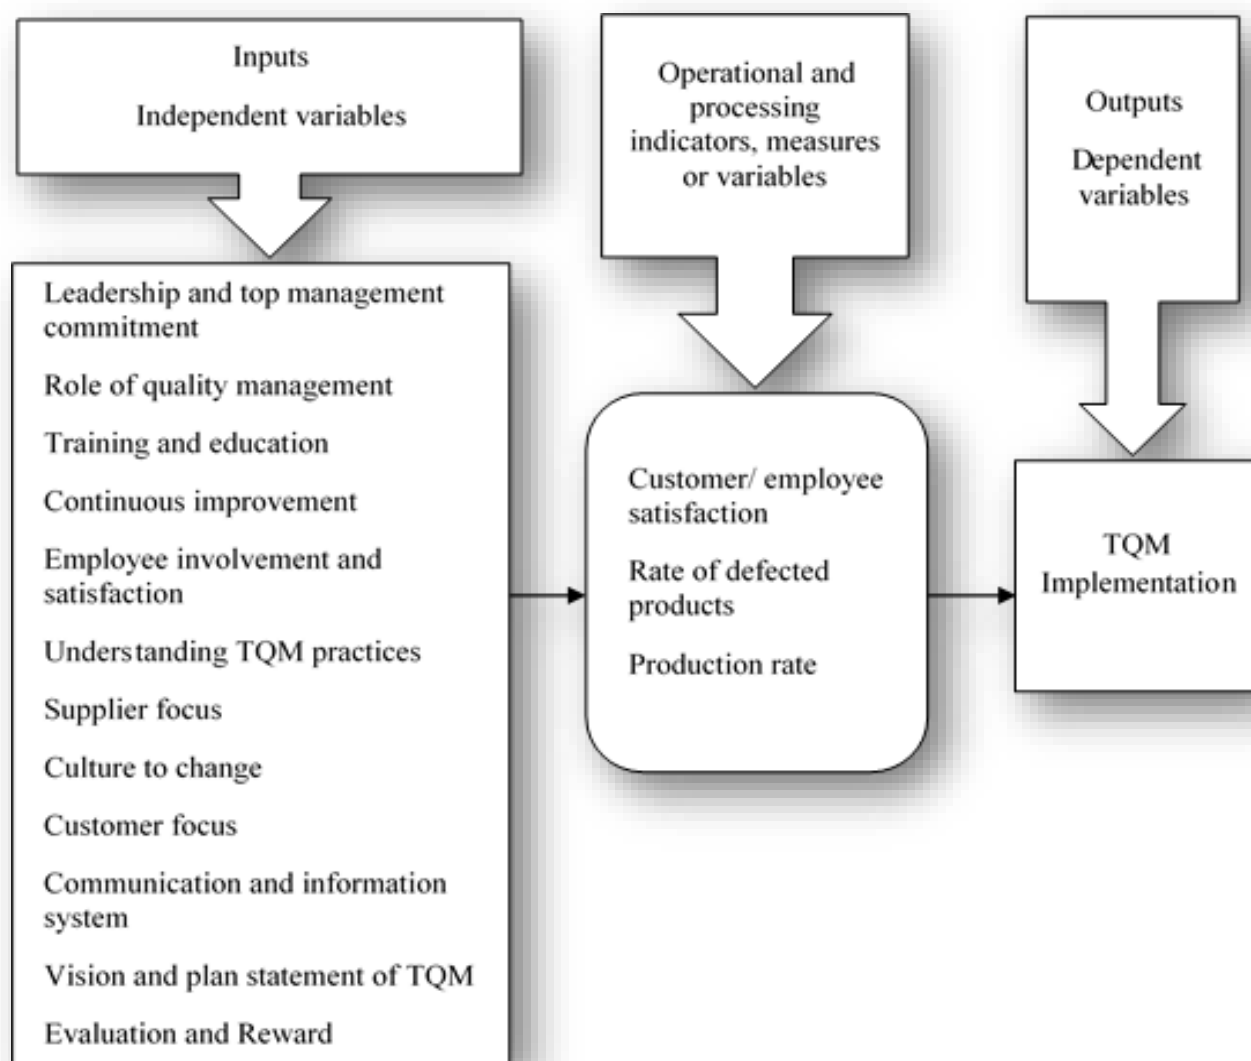 Inputs
Independent variables
Operational and
processing
indicators, measures
or variables
Outputs
Dependent
variables
Leadership and top management
commitment
Role of quality management
Training and education
Continuous improvement
Employee involvement and
satisfaction
Understanding TQM practices
Supplier focus
Culture to change
Customer focus
Communication and information
system
Vision and plan statement of TQM
Evaluation and Reward
Customer/ employee
satisfaction
Rate of defected
products
Production rate
TQM
Implementation